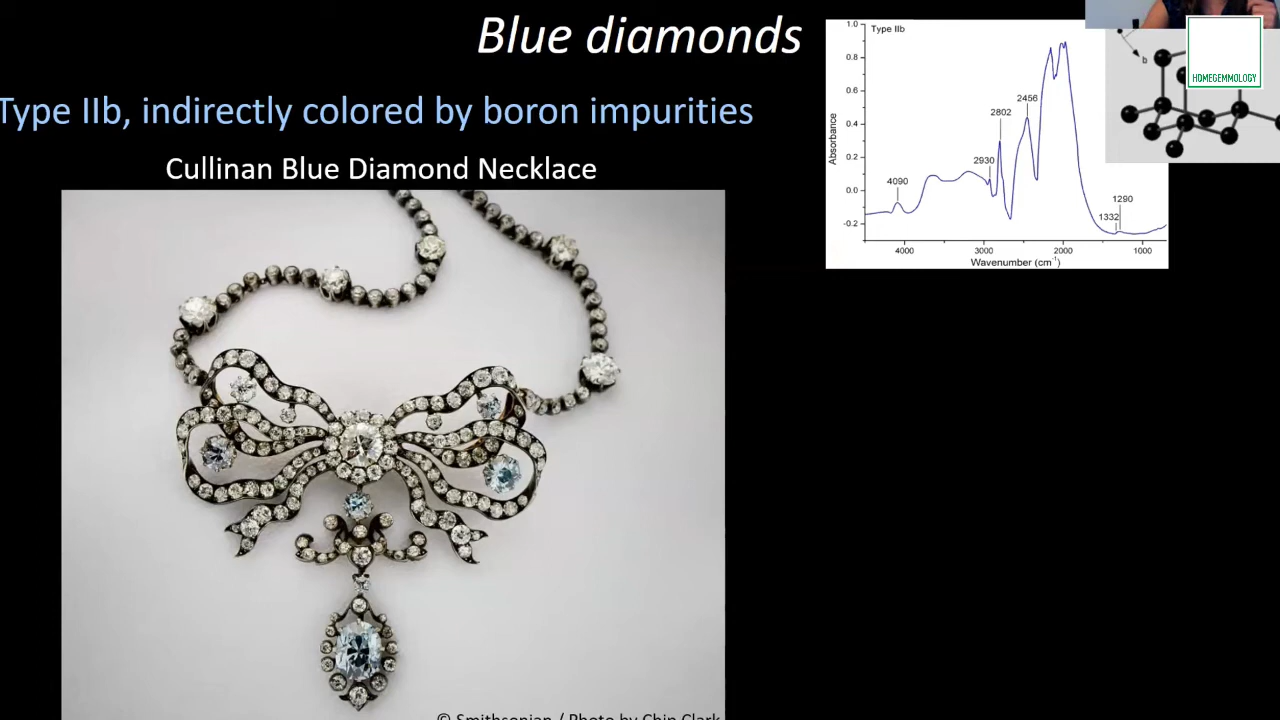 Blue diamonds
Type IIb, indirectly colored by boron impurities
Cullinan Blue Diamond Necklace
© Smithsonian / Photo by Chip Clark
Type IIb
1.0
0.8
0.6
0.4
0.2
0.0
-0.2
Absorbance
4090
2930
2802
2456
1332
1290
4000
3000
2000
1000
Wavenumber (cm-1)
b
HOMEGEMMOLOGY